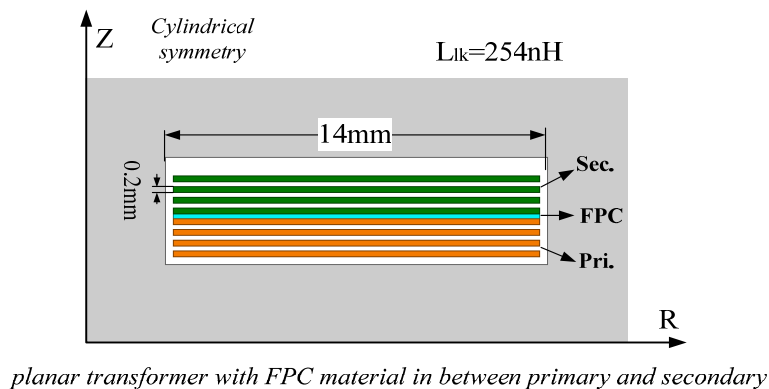 Z
Cylindrical
symmetry
Llk=254nH
14mm
0.2mm
Sec.
FPC
Pri.
R
planar transformer with FPC material in between primary and secondary